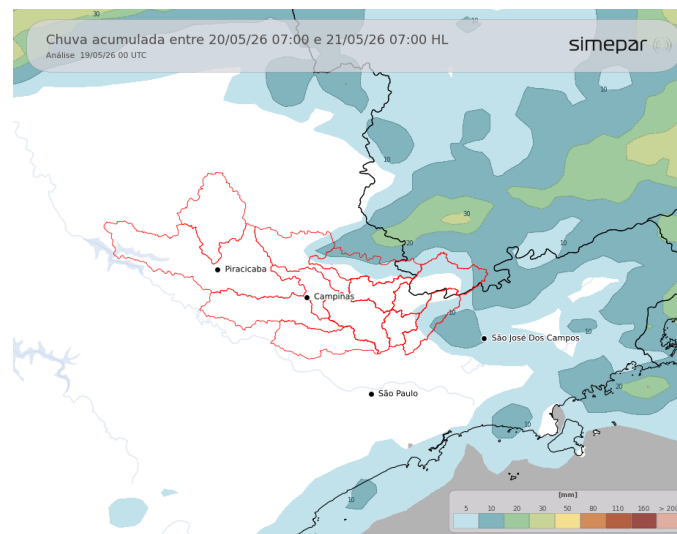 30
10
Chuva acumulada entre 20/05/26 07:00 e 21/05/26 07:00 HL
Análise 19/05/26 00 UTC
simepar
10
10
10
30
10
20
10
Piracicaba
Campinas
10
10
São José Dos Campos
20
São Paulo
10
10
[mm]
5 10 20 30 50 80 110 160 > 200